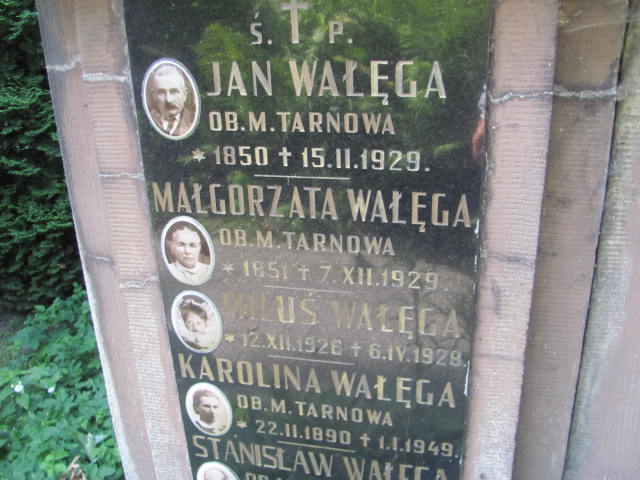 Ś. † P.
JAN WAŁĘGA
OB. M. TARNOWA
* 1850 † 15.II.1929.
MAŁGORZATA WAŁĘGA
OB. M. TARNOWA
* 1851 † 7.XII.1929.
MILUŚ WAŁĘGA
* 12.XII.1926 † 6.IV.1928.
KAROLINA WAŁĘGA
OB. M. TARNOWA
* 22.II.1890 † 1.I.1949.
STANISŁAW WAŁĘGA